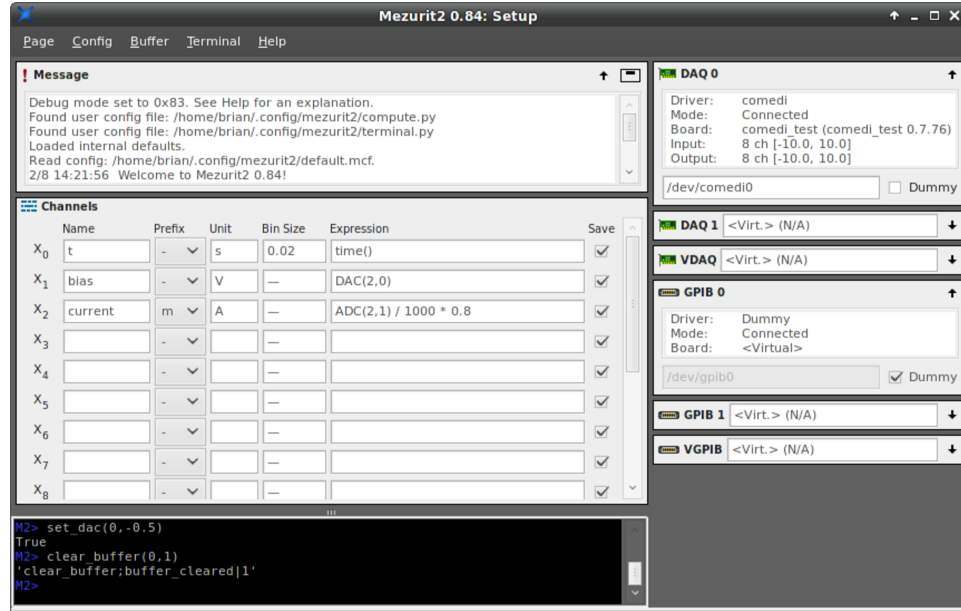 Mezurit2 0.84: Setup
Page Config Buffer Terminal Help
! Message
Debug mode set to 0x83. See Help for an explanation.
Found user config file: /home/brian/.config/mezurit2/compute.py
Found user config file: /home/brian/.config/mezurit2/terminal.py
Loaded internal defaults.
Read config: /home/brian/.config/mezurit2/default.mcf.
2/8 14:21:56 Welcome to Mezurit2 0.84!
Channels
Name Prefix Unit Bin Size Expression Save
X0 t - s 0.02 time()
X1 bias - V — DAC(2,0)
X2 current m A — ADC(2,1) / 1000 * 0.8
X3 - —
X4 - —
X5 - —
X6 - —
X7 - —
X8 - —
M2> set_dac(0,-0.5)
True
M2> clear_buffer(0,1)
'clear_buffer;buffer_cleared|1'
M2>
DAQ 0
Driver: comedi
Mode: Connected
Board: comedi_test (comedi_test 0.7.76)
Input: 8 ch [-10.0, 10.0]
Output: 8 ch [-10.0, 10.0]
/dev/comedi0 Dummy
DAQ 1 <Virt.> (N/A)
VDAQ <Virt.> (N/A)
GPIB 0
Driver: Dummy
Mode: Connected
Board: <Virtual>
/dev/gpib0 Dummy
GPIB 1 <Virt.> (N/A)
VGPIB <Virt.> (N/A)